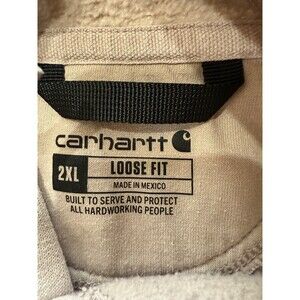 carhartt
2XL LOOSE FIT
MADE IN MEXICO
BUILT TO SERVE AND PROTECT
ALL HARDWORKING PEOPLE